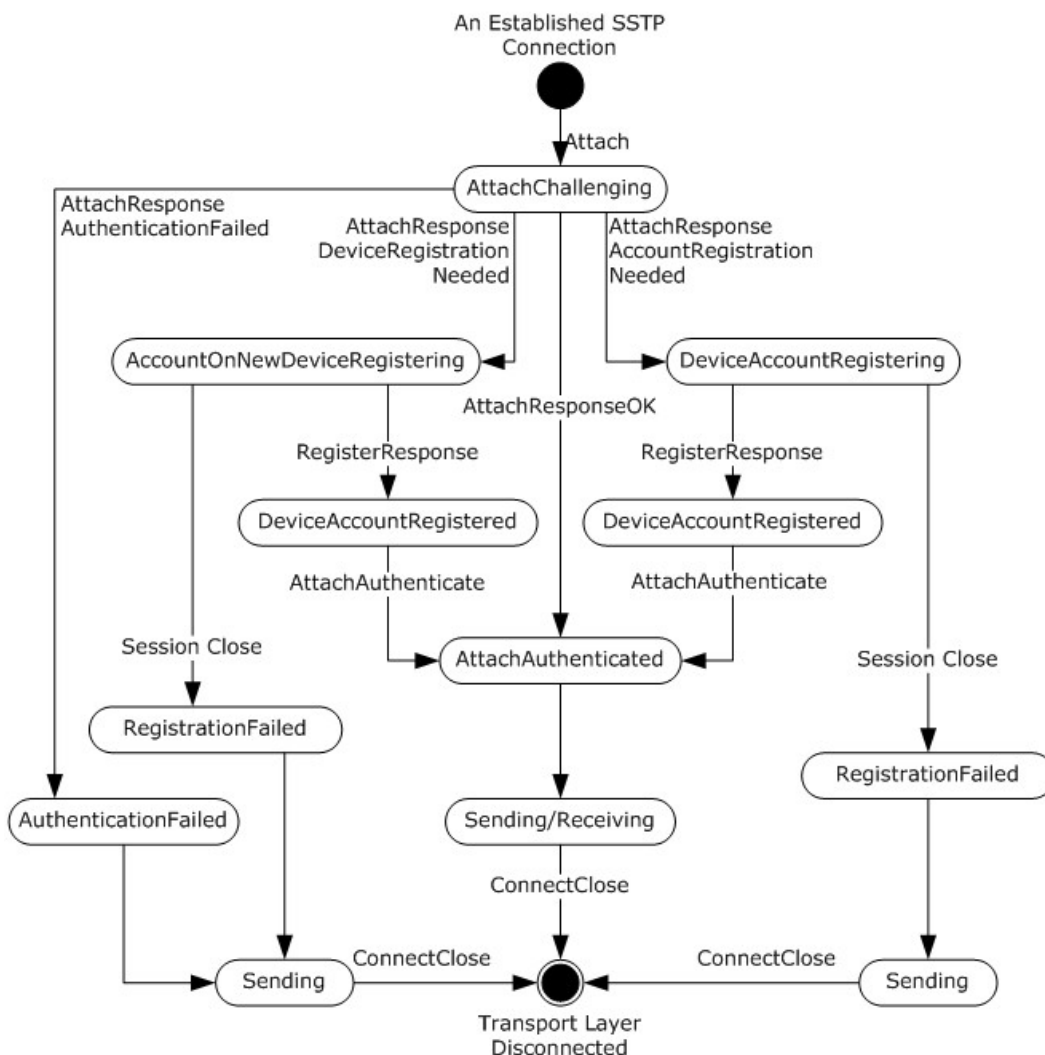 An Established SSTP
Connection
Attach
AttachChallenging
AttachResponse
AuthenticationFailed
AttachResponse
DeviceRegistration
Needed
AttachResponse
AccountRegistration
Needed
AccountOnNewDeviceRegistering
DeviceAccountRegistering
AttachResponseOK
RegisterResponse
RegisterResponse
DeviceAccountRegistered
DeviceAccountRegistered
AttachAuthenticate
AttachAuthenticate
Session Close
AttachAuthenticated
Session Close
RegistrationFailed
RegistrationFailed
AuthenticationFailed
Sending/Receiving
ConnectClose
Sending
ConnectClose
ConnectClose
Sending
Transport Layer
Disconnected